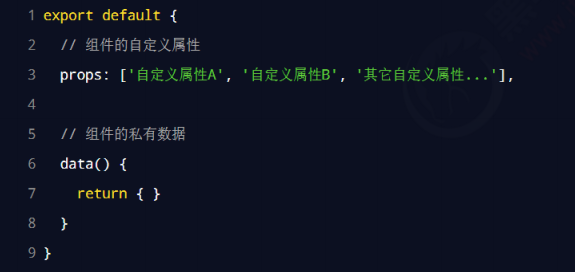 1 export default {
2 // 组件的自定义属性
3 props: ['自定义属性A', '自定义属性B', '其它自定义属性...'],
4
5 // 组件的私有数据
6 data() {
7 return { }
8 }
9 }